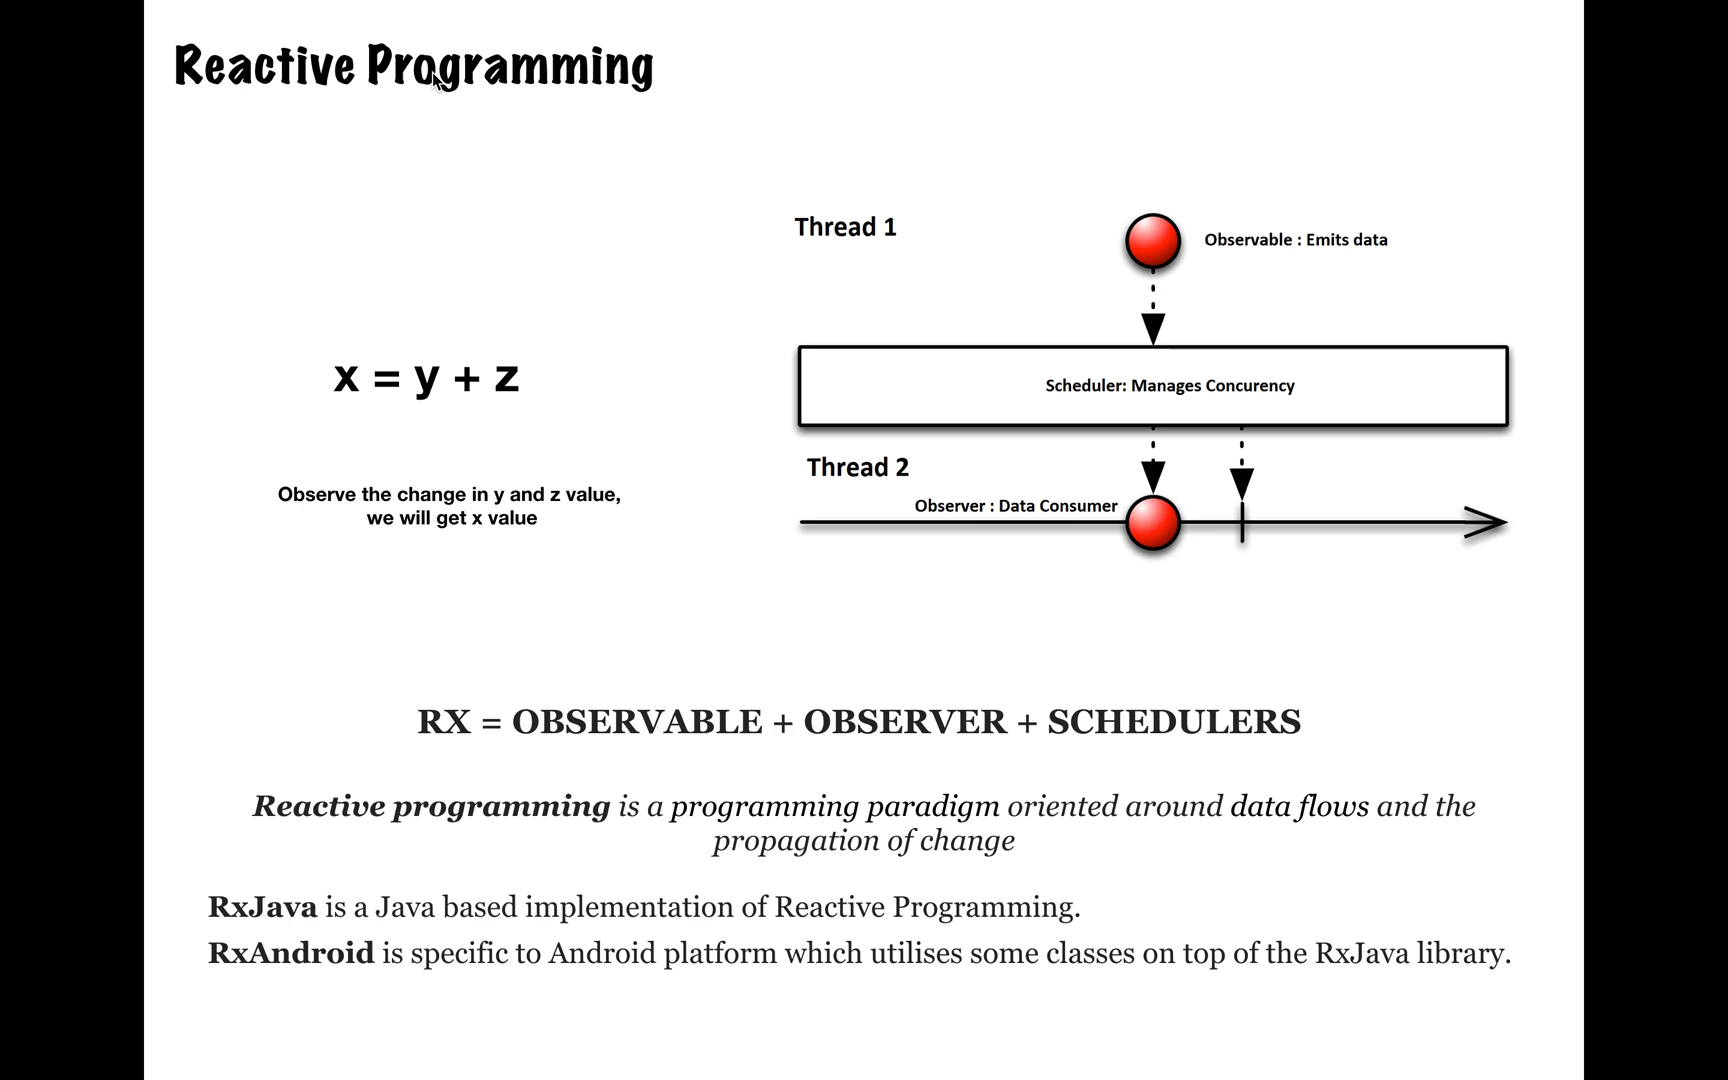 Reactive Programming
Thread 1
Observable : Emits data
x = y + z
Scheduler: Manages Concurency
Thread 2
Observe the change in y and z value,
we will get x value
Observer : Data Consumer
RX = OBSERVABLE + OBSERVER + SCHEDULERS
Reactive programming is a programming paradigm oriented around data flows and the
propagation of change
RxJava is a Java based implementation of Reactive Programming.
RxAndroid is specific to Android platform which utilises some classes on top of the RxJava library.